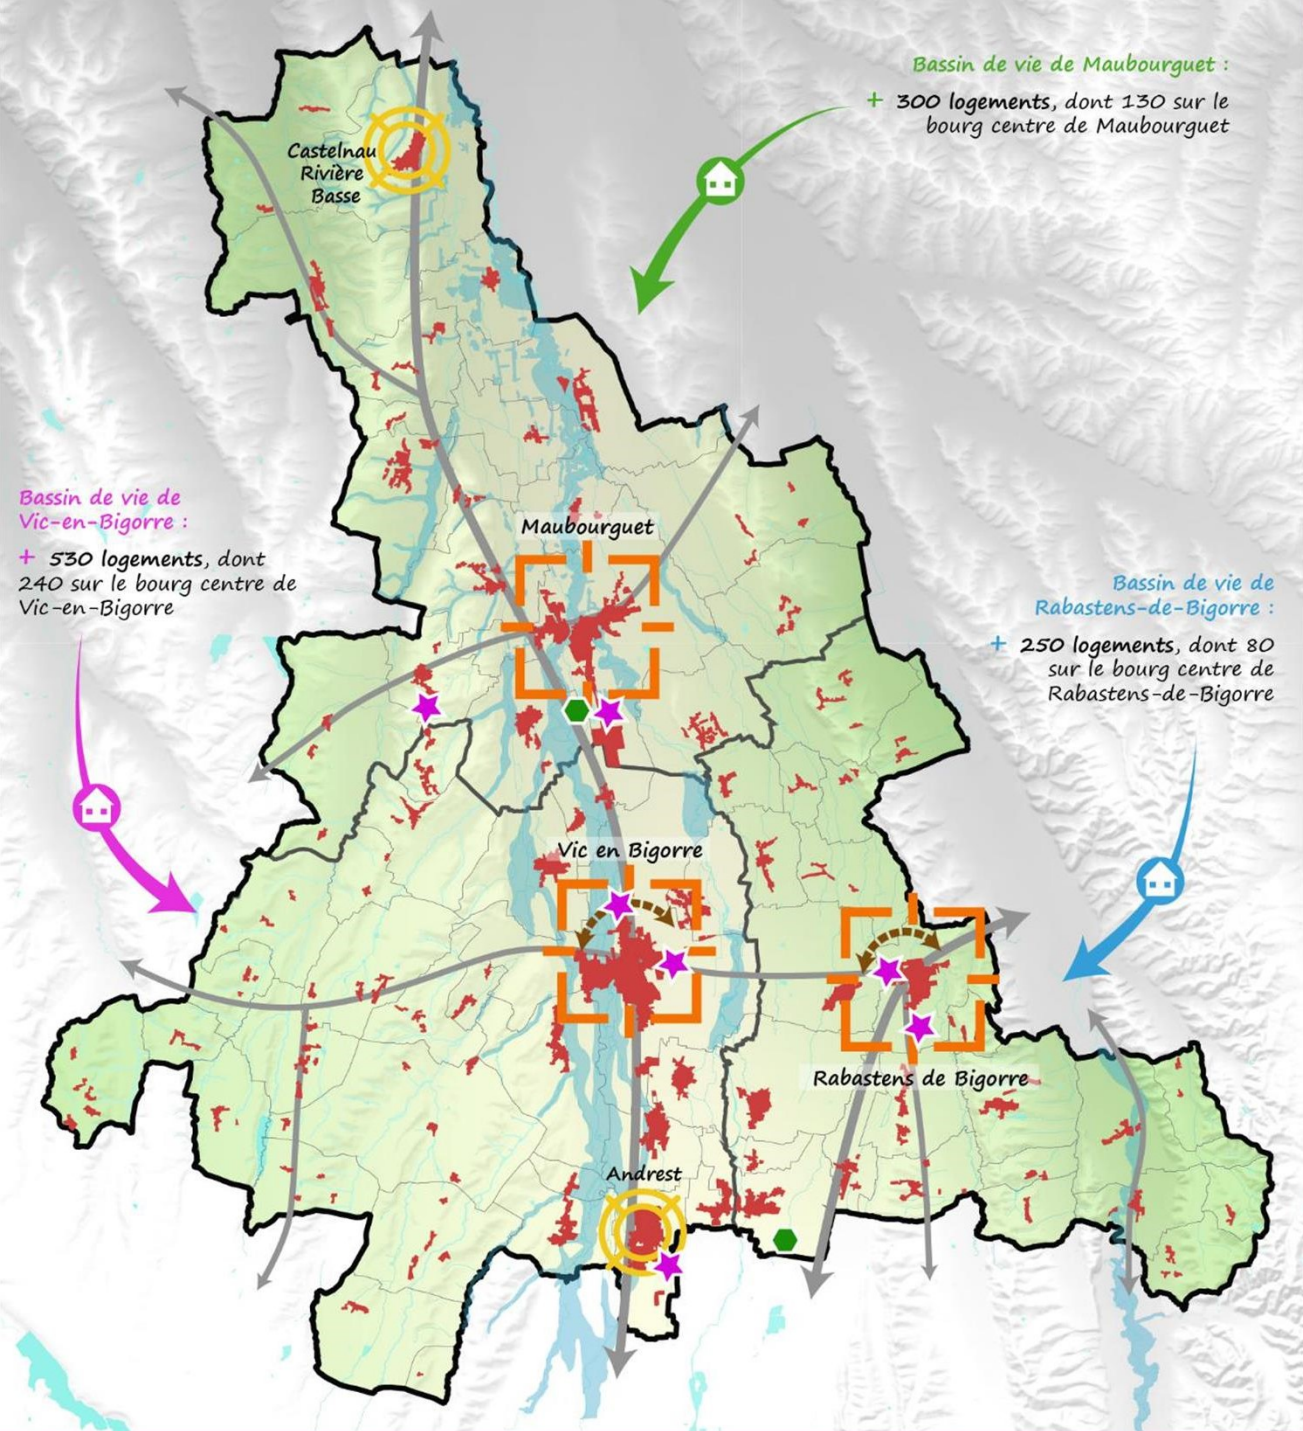 Bassin de vie de Maubourguet :
+ 300 logements, dont 130 sur le
bourg centre de Maubourguet
Castelnau
Rivière
Basse
Bassin de vie de
Vic-en-Bigorre :
+ 530 logements, dont
240 sur le bourg centre de
Vic-en-Bigorre
Maubourguet
Bassin de vie de
Rabastens-de-Bigorre :
+ 250 logements, dont 80
sur le bourg centre de
Rabastens-de-Bigorre
Vic en Bigorre
Rabastens de Bigorre
Andrest